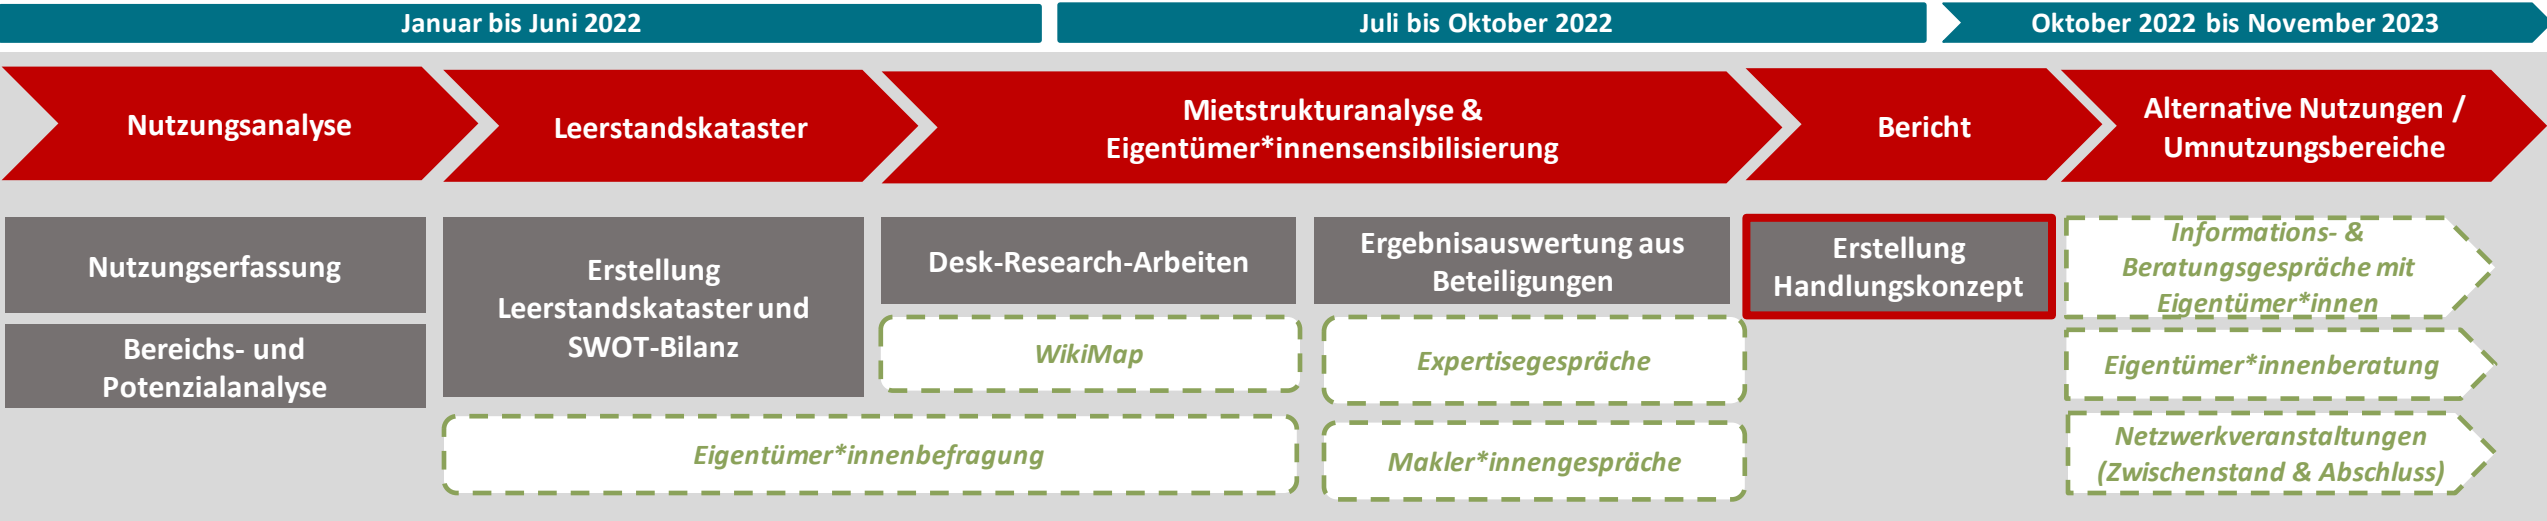 Januar bis Juni 2022
Juli bis Oktober 2022
Oktober 2022 bis November 2023
Nutzungsanalyse
Leerstandskataster
Mietstrukturanalyse &
Eigentümer*innensensibilisierung
Bericht
Alternative Nutzungen /
Umnutzungsbereiche
Nutzungserfassung
Bereichs- und
Potenzialanalyse
Erstellung
Leerstandskataster und
SWOT-Bilanz
Desk-Research-Arbeiten
WikiMap
Eigentümer*innenbefragung
Ergebnisauswertung aus
Beteiligungen
Expertisegespräche
Makler*innengespräche
Erstellung
Handlungskonzept
Informations- &
Beratungsgespräche mit
Eigentümer*innen
Eigentümer*innenberatung
Netzwerkveranstaltungen
(Zwischenstand & Abschluss)